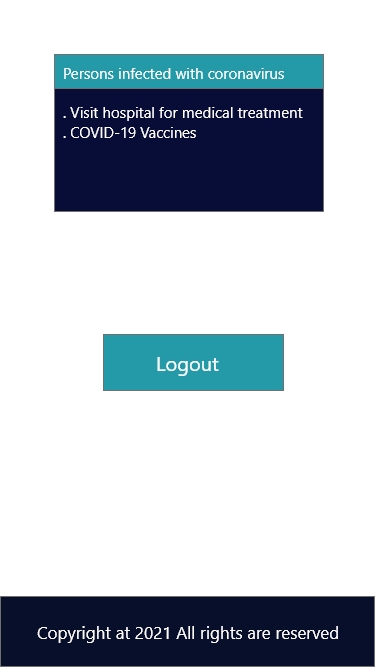 Persons infected with coronavirus
. Visit hospital for medical treatment
. COVID-19 Vaccines
Logout
Copyright at 2021 All rights are reserved